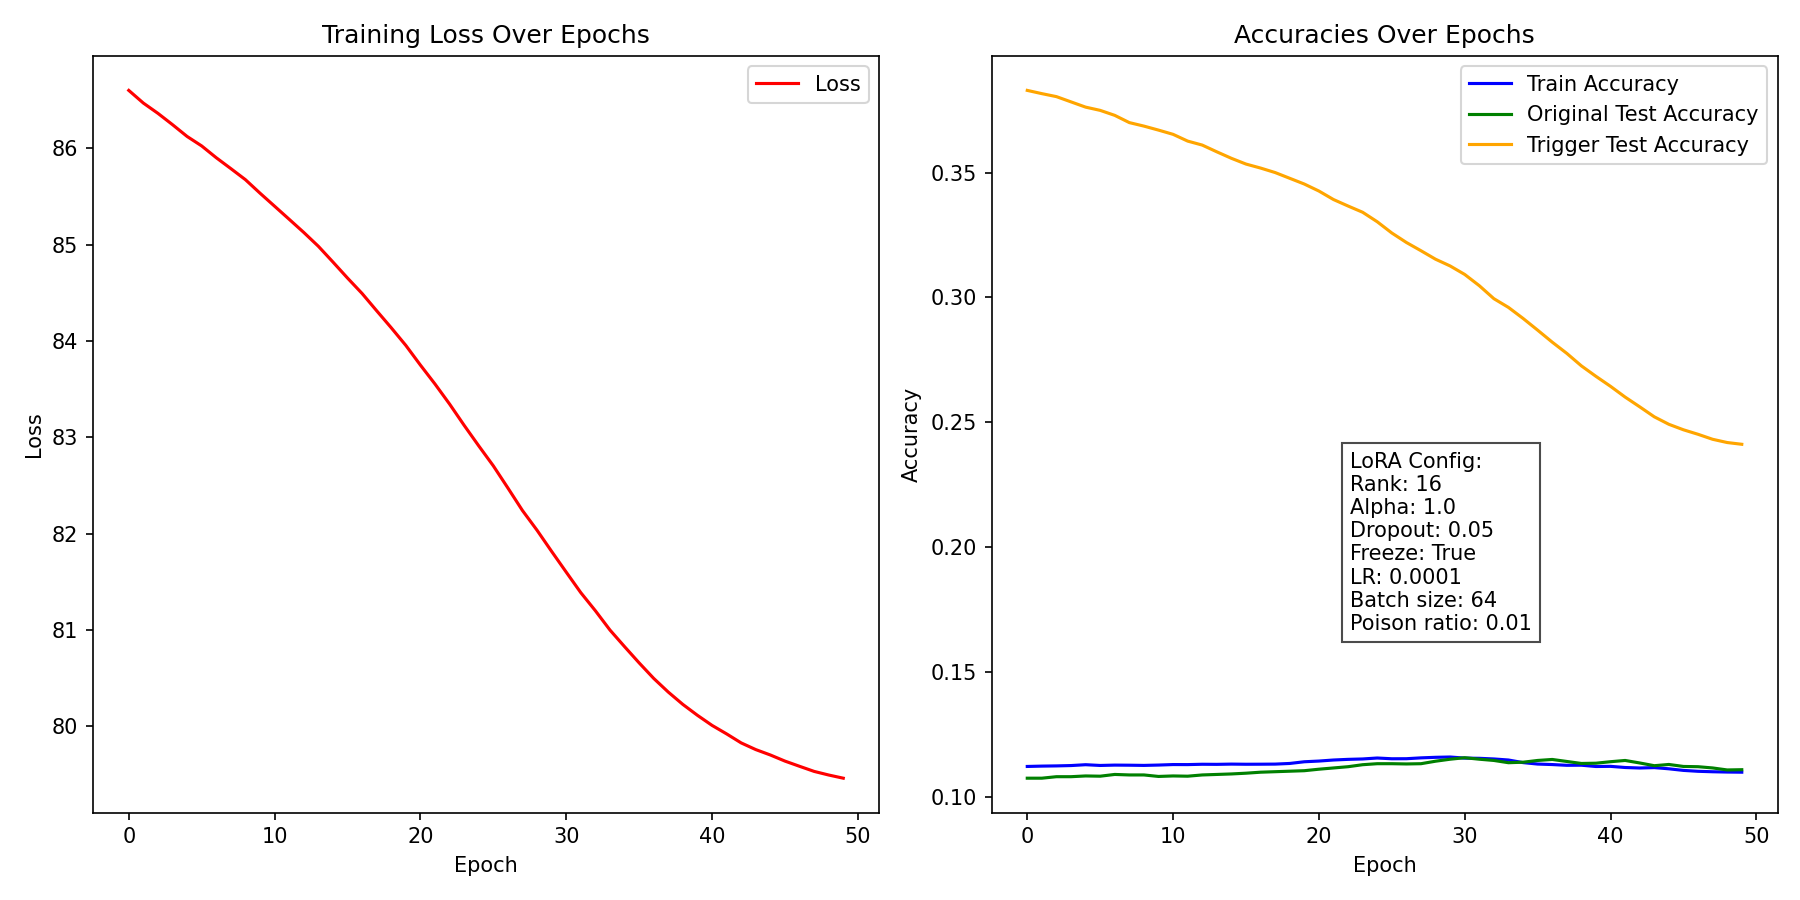 Training Loss Over Epochs
Loss
86
85
84
83
82
81
80
Loss
0
10
20
30
40
50
Epoch
Accuracies Over Epochs
Train Accuracy
Original Test Accuracy
Trigger Test Accuracy
0.35
0.30
0.25
0.20
0.15
0.10
Accuracy
LoRA Config:
Rank: 16
Alpha: 1.0
Dropout: 0.05
Freeze: True
LR: 0.0001
Batch size: 64
Poison ratio: 0.01
0
10
20
30
40
50
Epoch